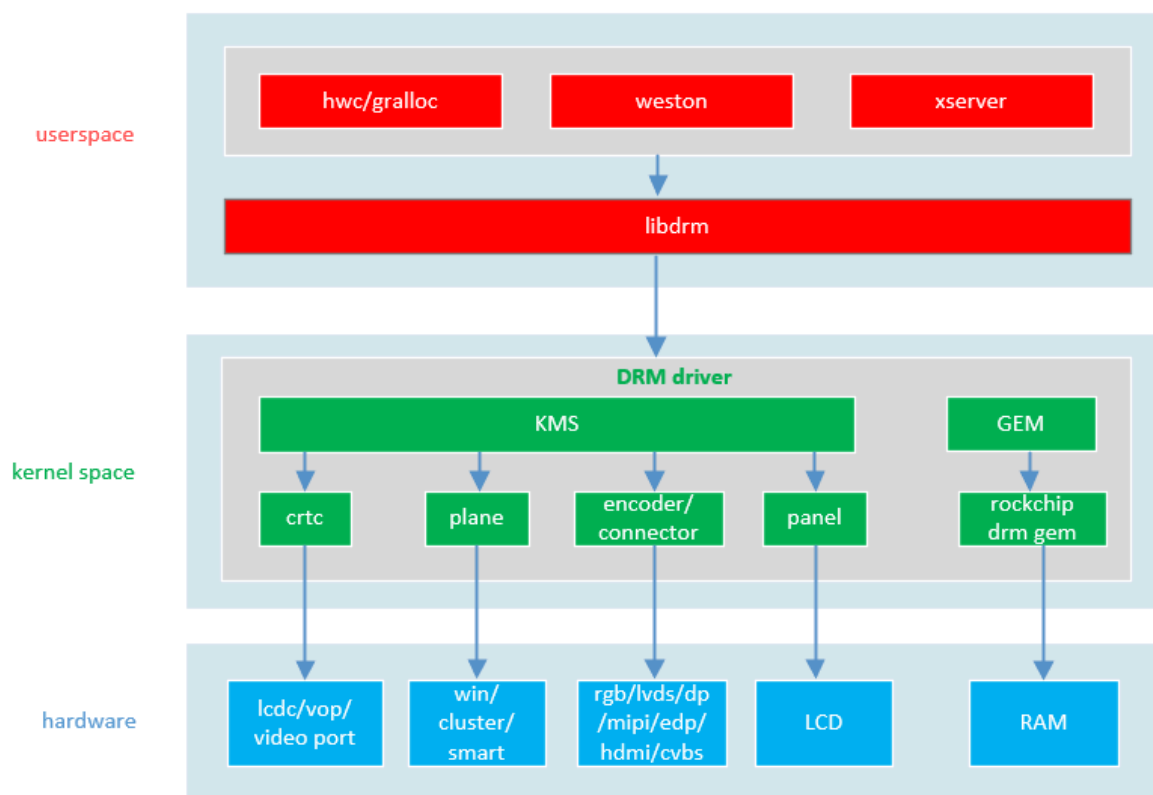 userspace
hwc/gralloc
weston
xserver
libdrm
kernel space
DRM driver
KMS
GEM
crtc
plane
encoder/
connector
panel
rockchip
drm gem
hardware
lcdc/vop/
video port
win/
cluster/
smart
rgb/lvds/dp
/mipi/edp/
hdmi/cvbs
LCD
RAM